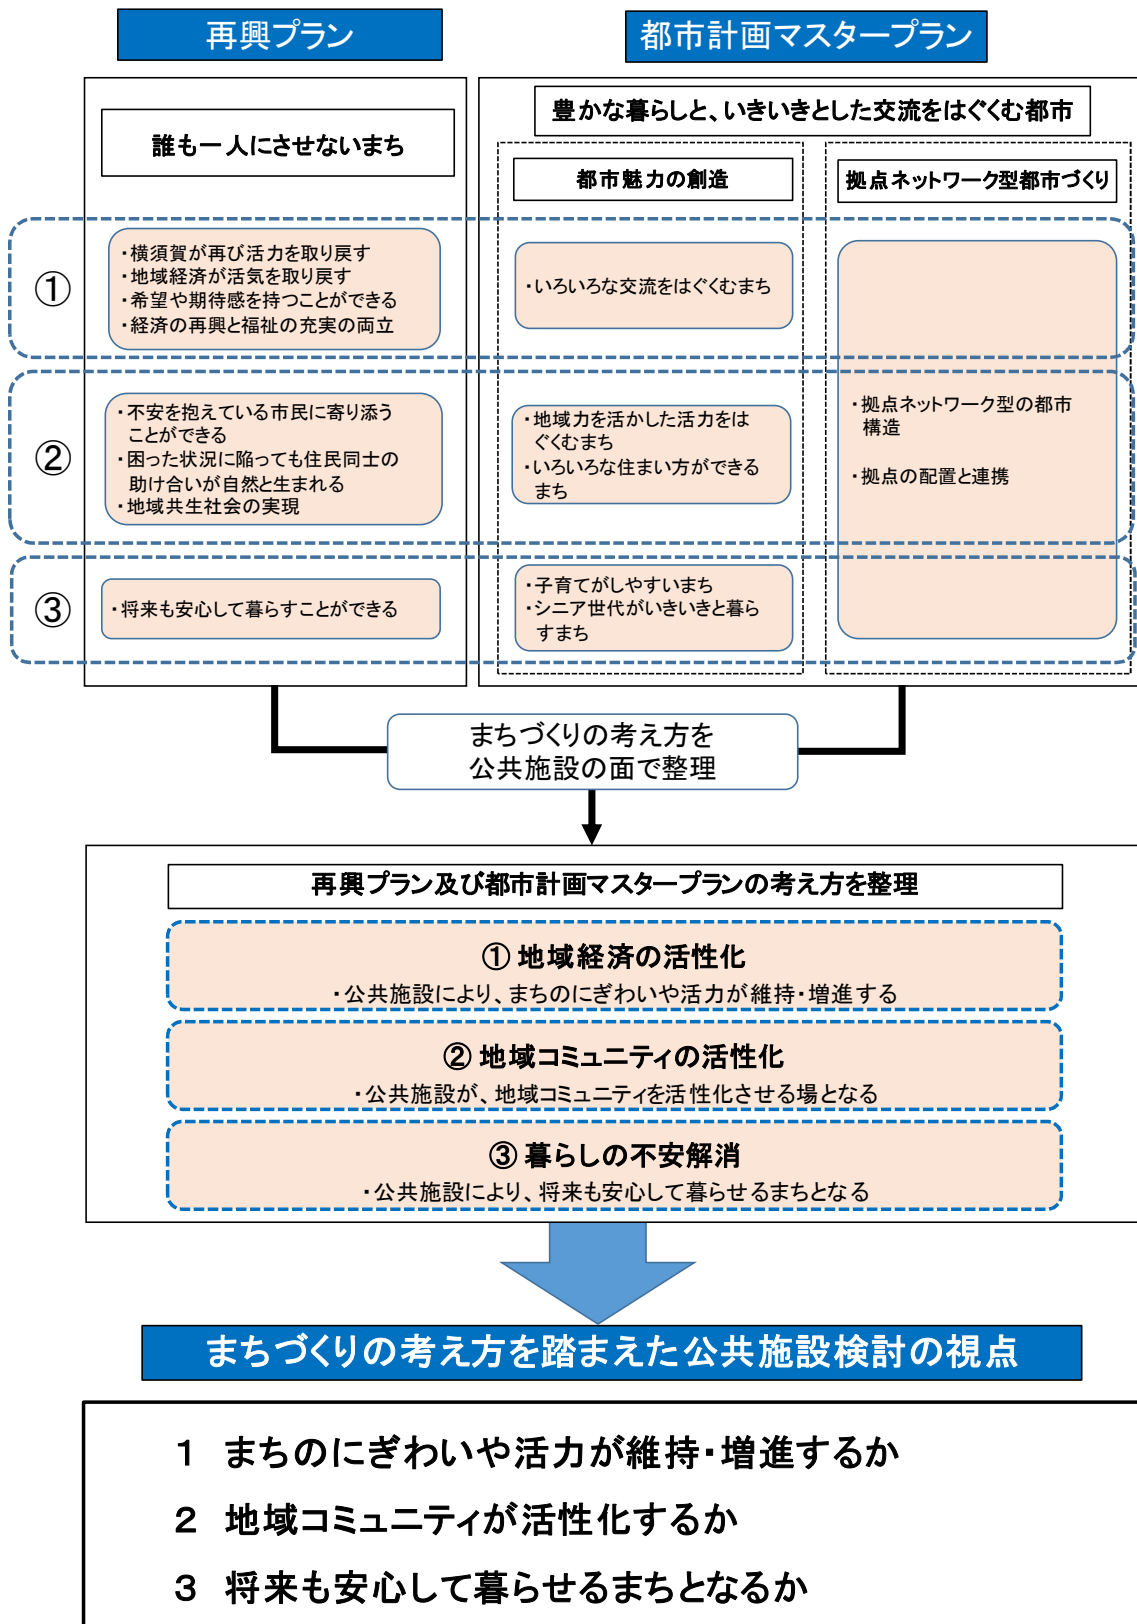 再興プラン
都市計画マスタープラン
誰も一人にさせないまち
豊かな暮らしと、いきいきとした交流をはぐくむ都市
都市魅力の創造
拠点ネットワーク型都市づくり
①
・横須賀が再び活力を取り戻す
・地域経済が活気を取り戻す
・希望や期待感を持つことができる
・経済の再興と福祉の充実の両立
・いろいろな交流をはぐくむまち
②
・不安を抱えている市民に寄り添う
ことができる
・困った状況に陥っても住民同士の
助け合いが自然と生まれる
・地域共生社会の実現
・地域力を活かした活力をは
ぐくむまち
・いろいろな住まい方ができる
まち
・拠点ネットワーク型の都市
構造
・拠点の配置と連携
③
・将来も安心して暮らすことができる
・子育てがしやすいまち
・シニア世代がいきいきと暮ら
すまち
まちづくりの考え方を
公共施設の面で整理
再興プラン及び都市計画マスタープランの考え方を整理
① 地域経済の活性化
・公共施設により、まちのにぎわいや活力が維持・増進する
② 地域コミュニティの活性化
・公共施設が、地域コミュニティを活性化させる場となる
③ 暮らしの不安解消
・公共施設により、将来も安心して暮らせるまちとなる
まちづくりの考え方を踏まえた公共施設検討の視点
１　まちのにぎわいや活力が維持・増進するか
２　地域コミュニティが活性化するか
３　将来も安心して暮らせるまちとなるか